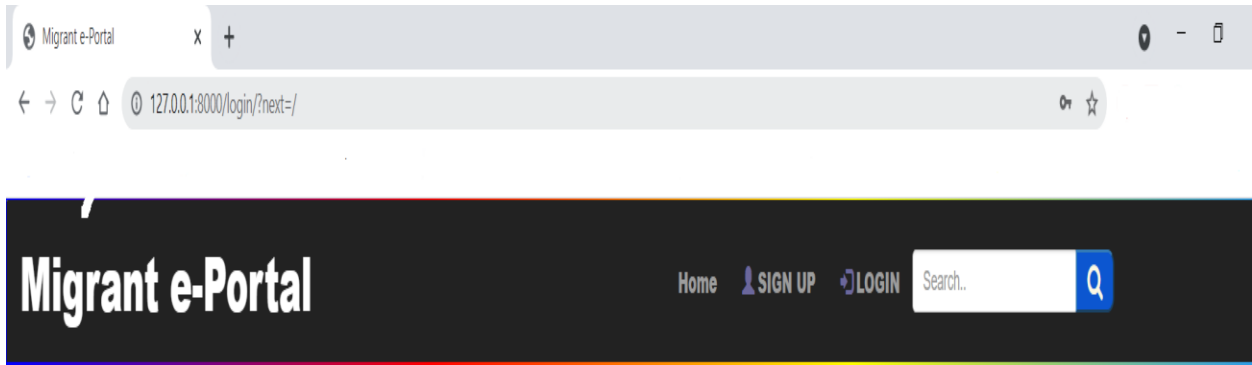 Migrant e-Portal
127.0.0.1:8000/login/?next=/
Migrant e-Portal Home SIGN UP LOGIN Search..